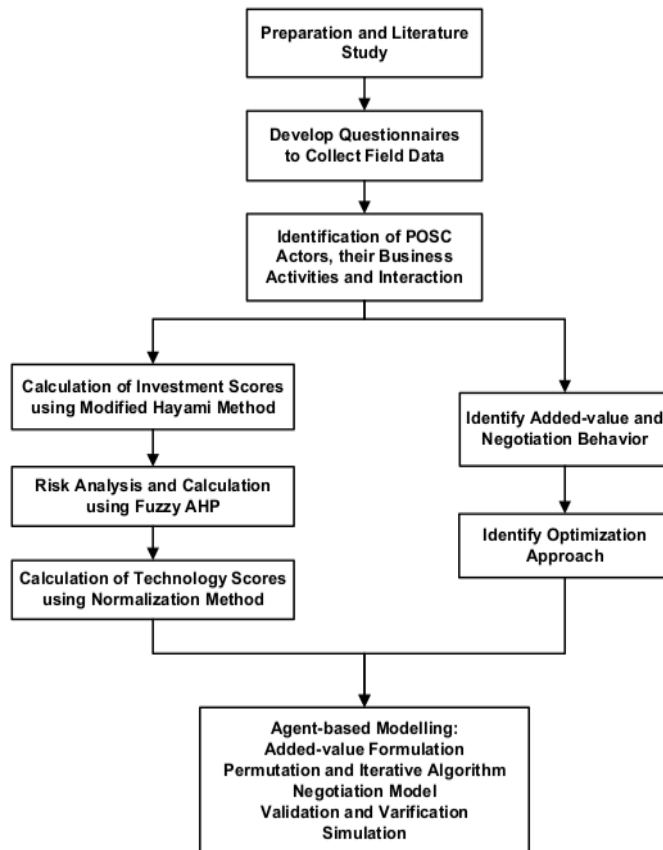 Preparation and Literature
Study
Develop Questionnaires
to Collect Field Data
Identification of POSC
Actors, their Business
Activities and Interaction
Calculation of Investment Scores
using Modified Hayami Method
Risk Analysis and Calculation
using Fuzzy AHP
Calculation of Technology Scores
using Normalization Method
Identify Added-value and
Negotiation Behavior
Identify Optimization
Approach
Agent-based Modelling:
Added-value Formulation
Permutation and Iterative Algorithm
Negotiation Model
Validation and Varification
Simulation